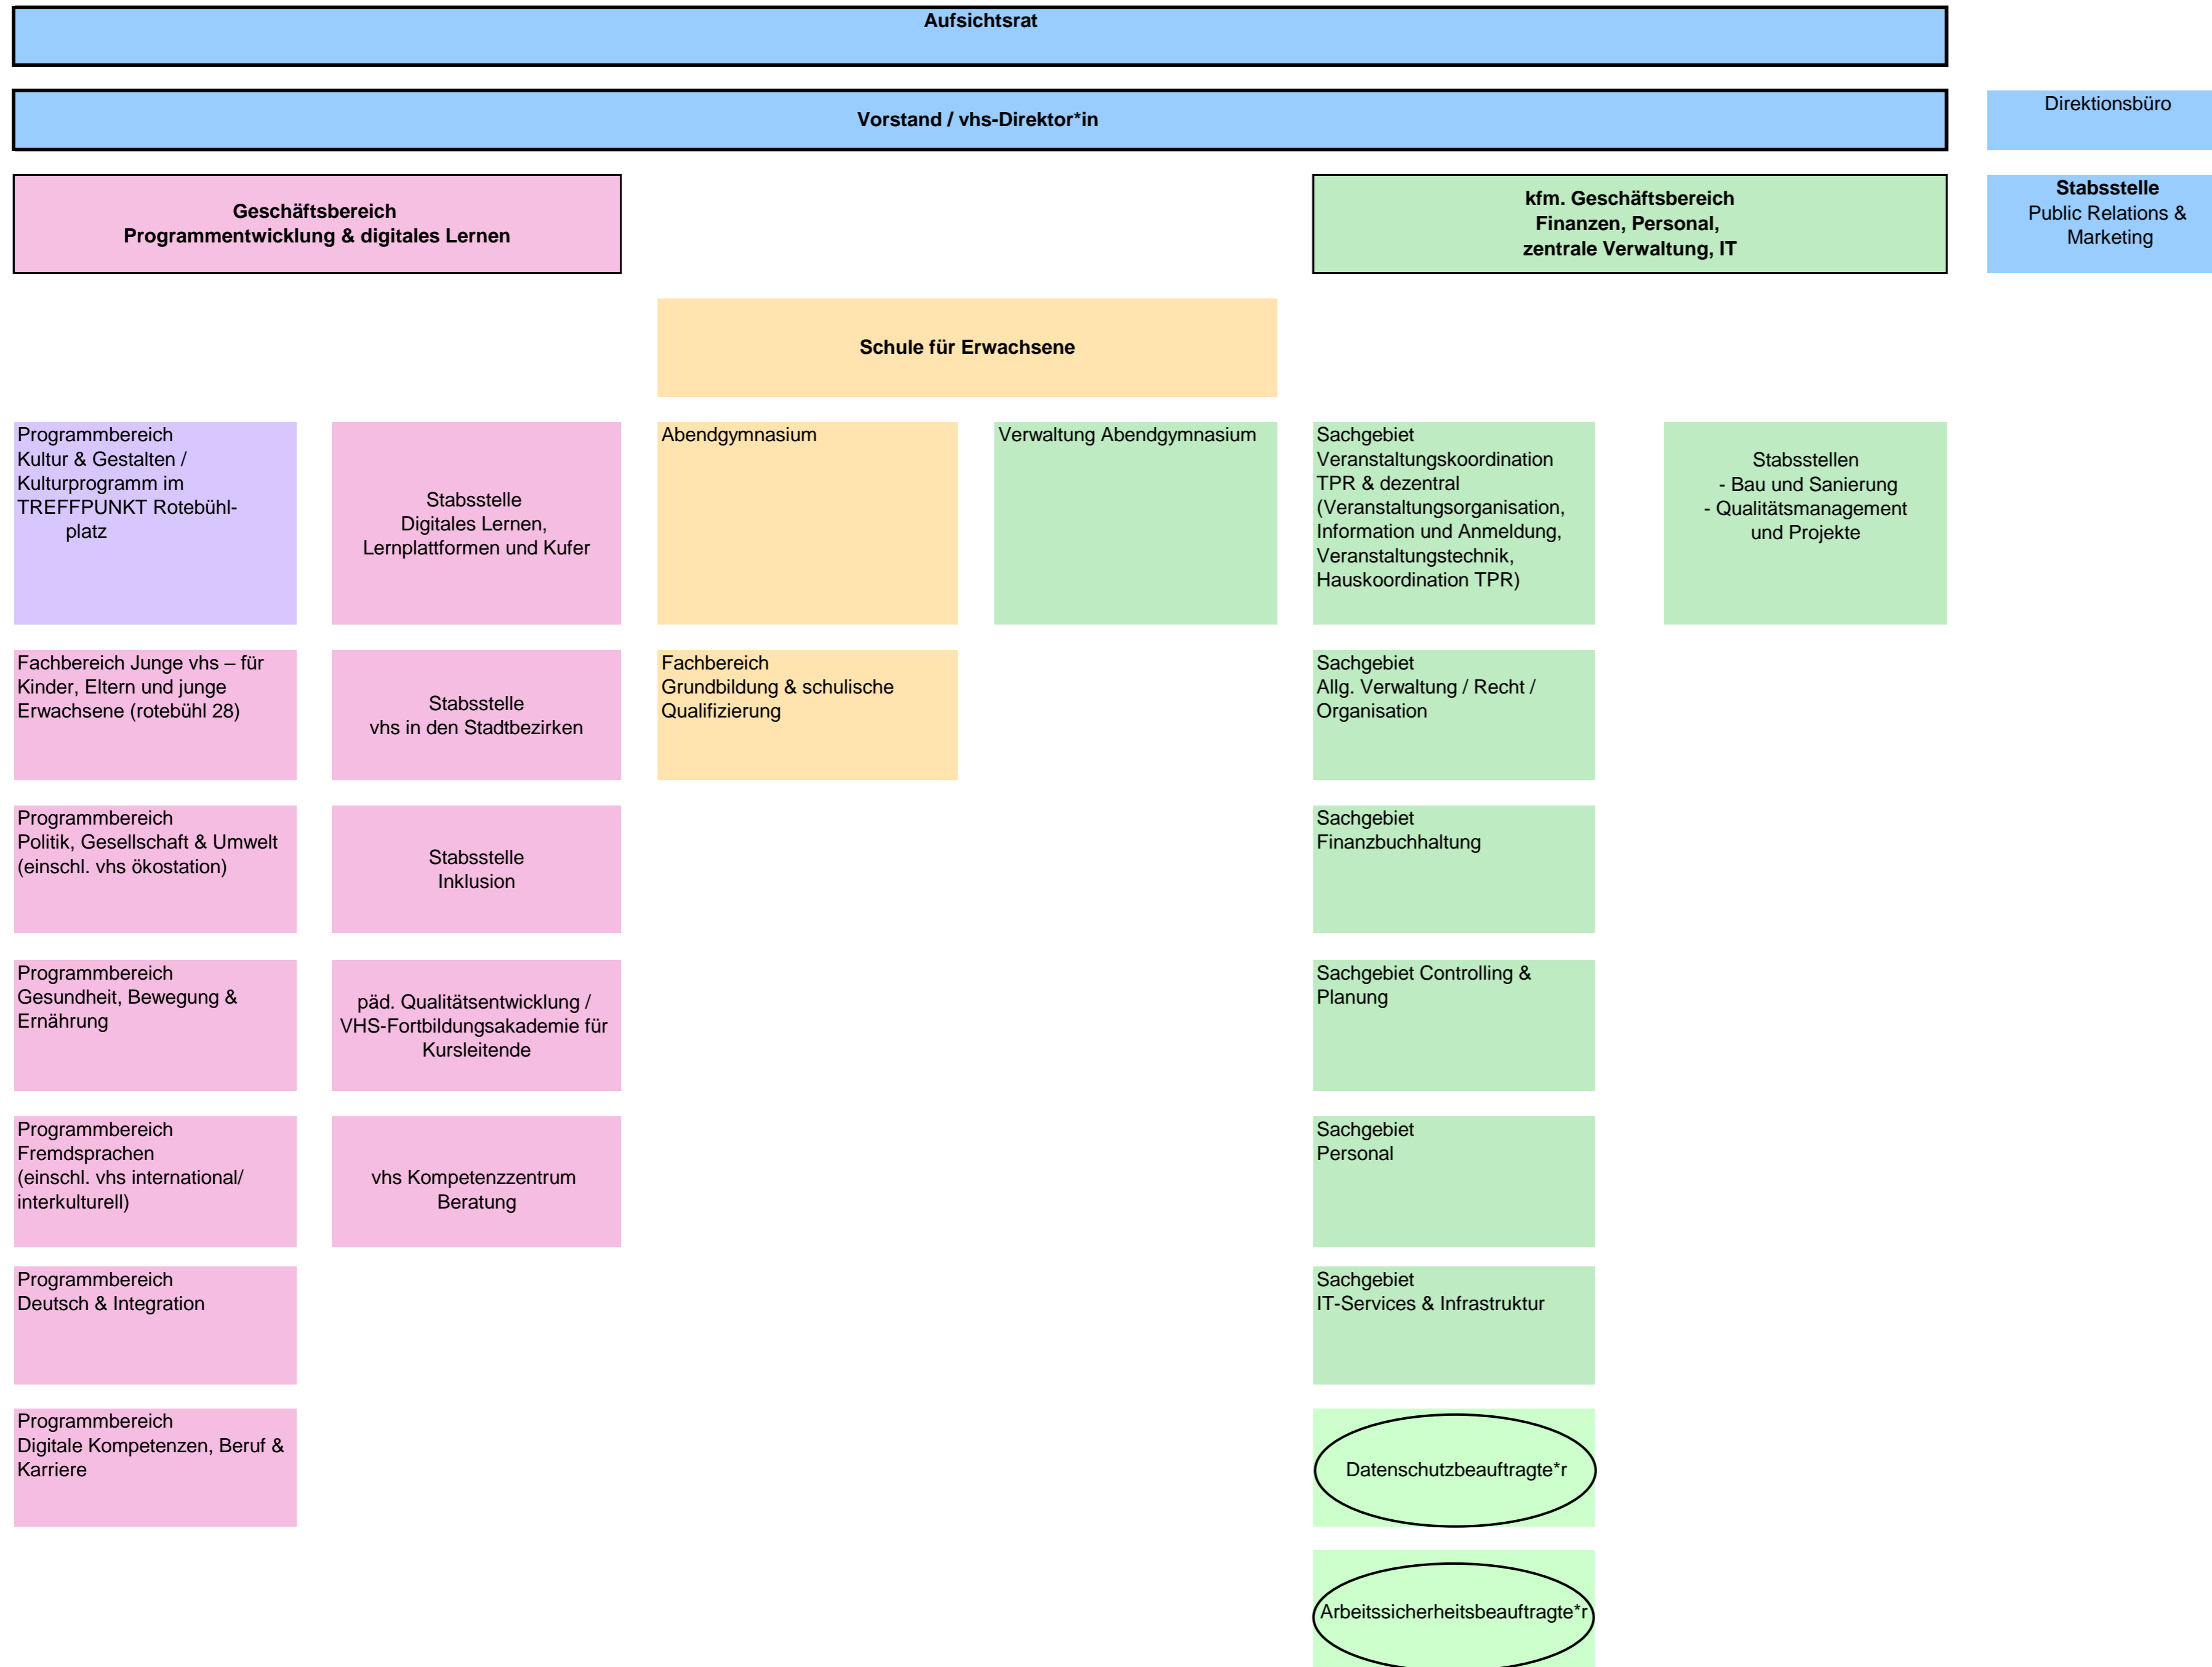 Aufsichtsrat
Vorstand / vhs-Direktor*in
Direktionsbüro
Geschäftsbereich
Programmentwicklung & digitales Lernen
kfm. Geschäftsbereich
Finanzen, Personal,
zentrale Verwaltung, IT
Stabsstelle
Public Relations &
Marketing
Schule für Erwachsene
Programmbereich
Kultur & Gestalten /
Kulturprogramm im
TREFFPUNKT Rotebühl-
platz
Stabsstelle
Digitales Lernen,
Lernplattformen und Kufer
Abendgymnasium
Verwaltung Abendgymnasium
Sachgebiet
Veranstaltungskoordination
TPR & dezentral
(Veranstaltungsorganisation,
Information und Anmeldung,
Veranstaltungstechnik,
Hauskoordination TPR)
Stabsstellen
- Bau und Sanierung
- Qualitätsmanagement
und Projekte
Fachbereich Junge vhs – für
Kinder, Eltern und junge
Erwachsene (rotebühl 28)
Stabsstelle
vhs in den Stadtbezirken
Fachbereich
Grundbildung & schulische
Qualifizierung
Sachgebiet
Allg. Verwaltung / Recht /
Organisation
Programmbereich
Politik, Gesellschaft & Umwelt
(einschl. vhs ökostation)
Stabsstelle
Inklusion
Sachgebiet
Finanzbuchhaltung
Programmbereich
Gesundheit, Bewegung &
Ernährung
päd. Qualitätsentwicklung /
VHS-Fortbildungsakademie für
Kursleitende
Sachgebiet Controlling &
Planung
Programmbereich
Fremdsprachen
(einschl. vhs international/
interkulturell)
vhs Kompetenzzentrum
Beratung
Sachgebiet
Personal
Programmbereich
Deutsch & Integration
Sachgebiet
IT-Services & Infrastruktur
Programmbereich
Digitale Kompetenzen, Beruf &
Karriere
Datenschutzbeauftragte*r
Arbeitssicherheitsbeauftragte*r